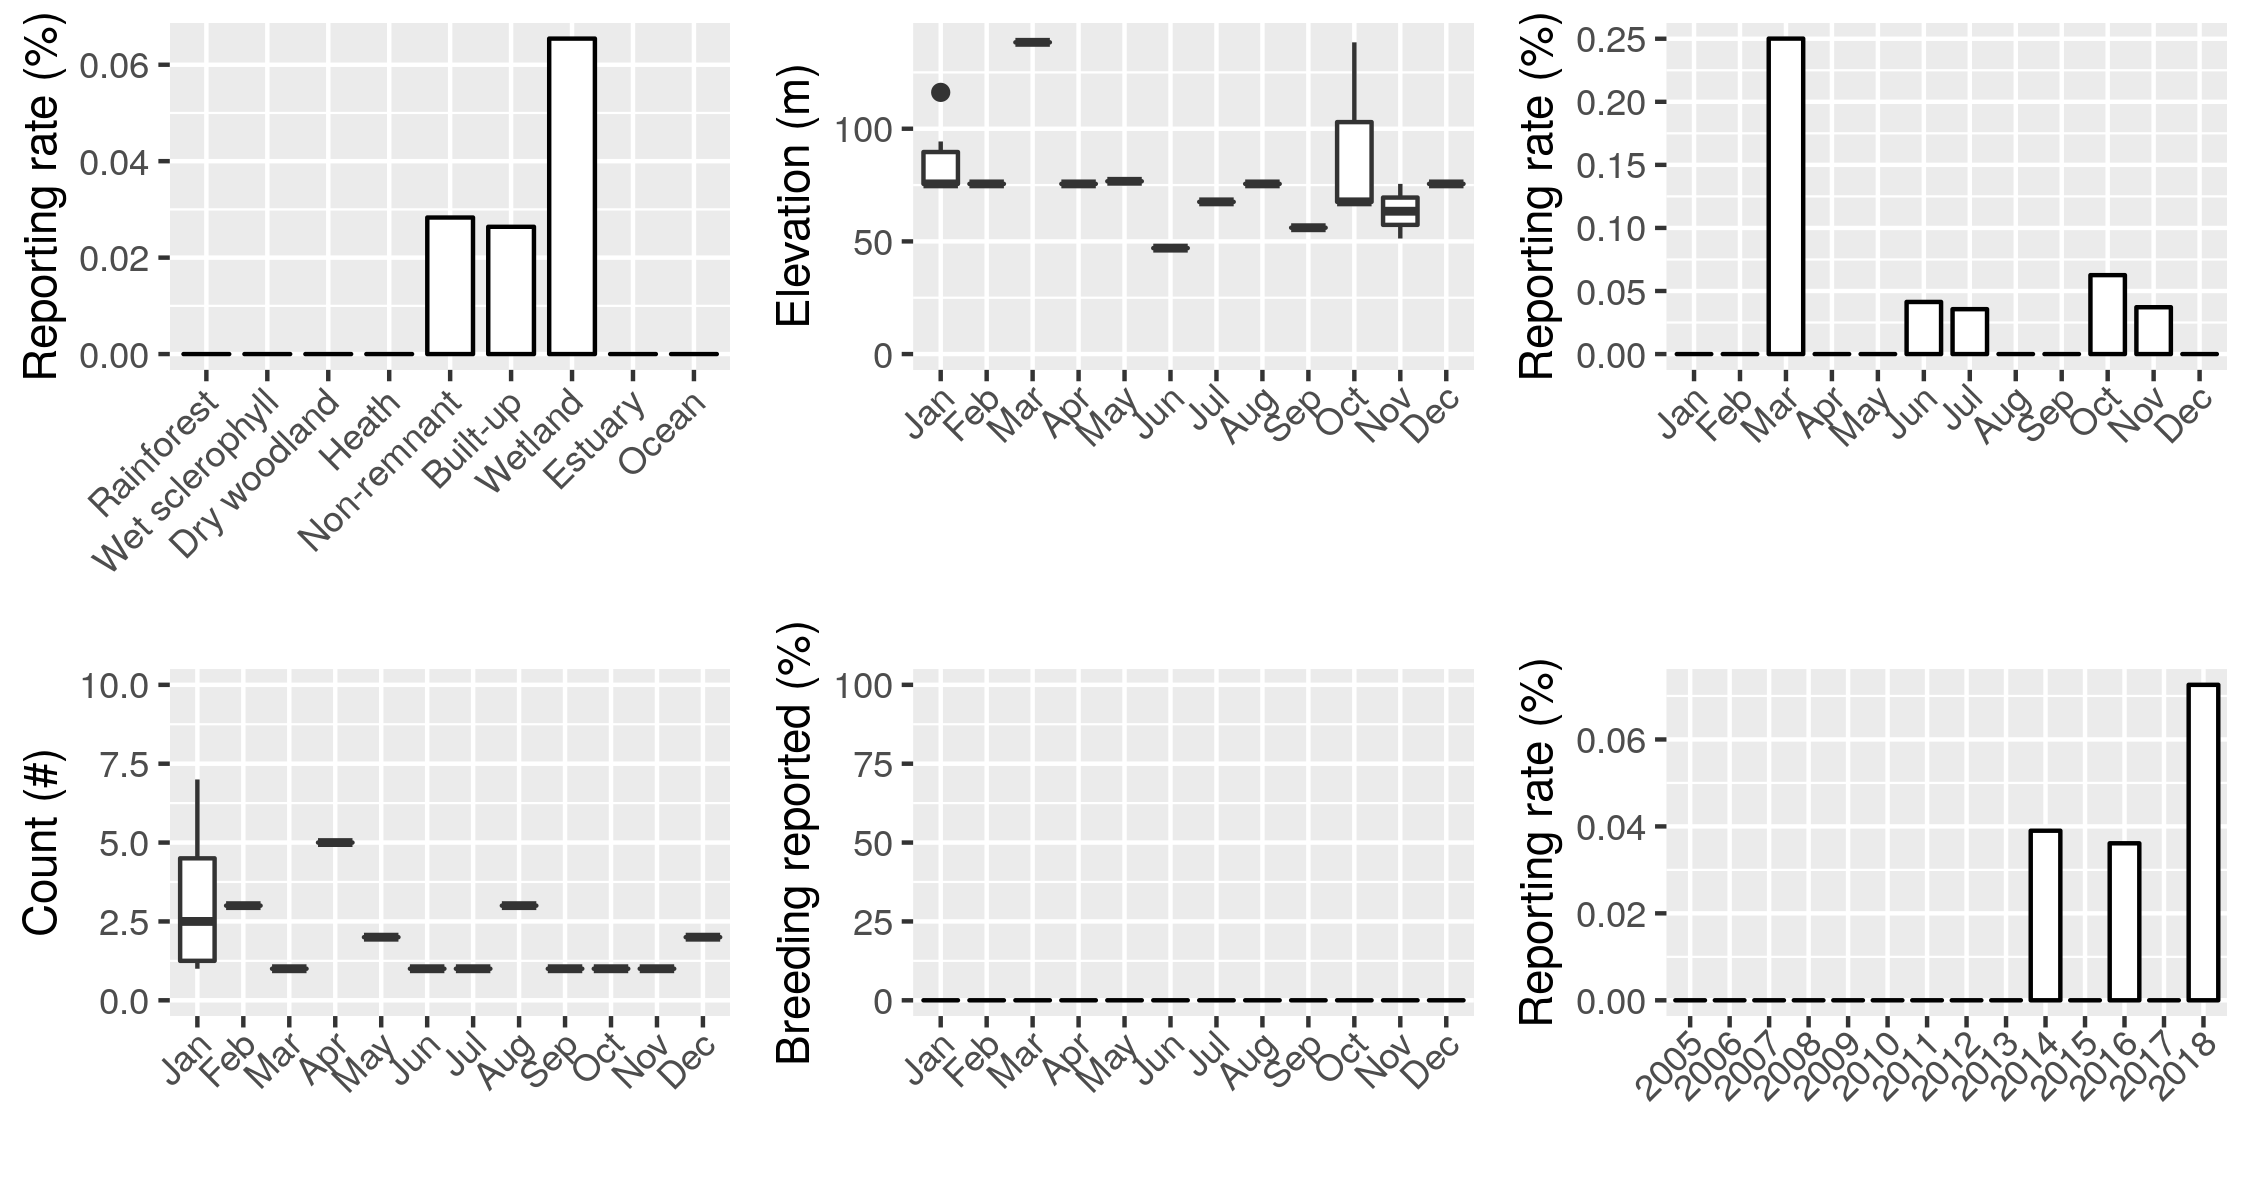 Reporting rate (%)
0.06
0.04
0.02
0.00
Rainforest
Wet sclerophyll
Dry woodland
Heath
Non-remnant
Built-up
Wetland
Estuary
Ocean
Elevation (m)
100
50
0
Jan
Feb
Mar
Apr
May
Jun
Jul
Aug
Sep
Oct
Nov
Dec
Reporting rate (%)
0.25
0.20
0.15
0.10
0.05
0.00
Jan
Feb
Mar
Apr
May
Jun
Jul
Aug
Sep
Oct
Nov
Dec
Count (#)
10.0
7.5
5.0
2.5
0.0
Jan
Feb
Mar
Apr
May
Jun
Jul
Aug
Sep
Oct
Nov
Dec
Breeding reported (%)
100
75
50
25
0
Jan
Feb
Mar
Apr
May
Jun
Jul
Aug
Sep
Oct
Nov
Dec
Reporting rate (%)
0.06
0.04
0.02
0.00
2005
2006
2007
2008
2009
2010
2011
2012
2013
2014
2015
2016
2017
2018